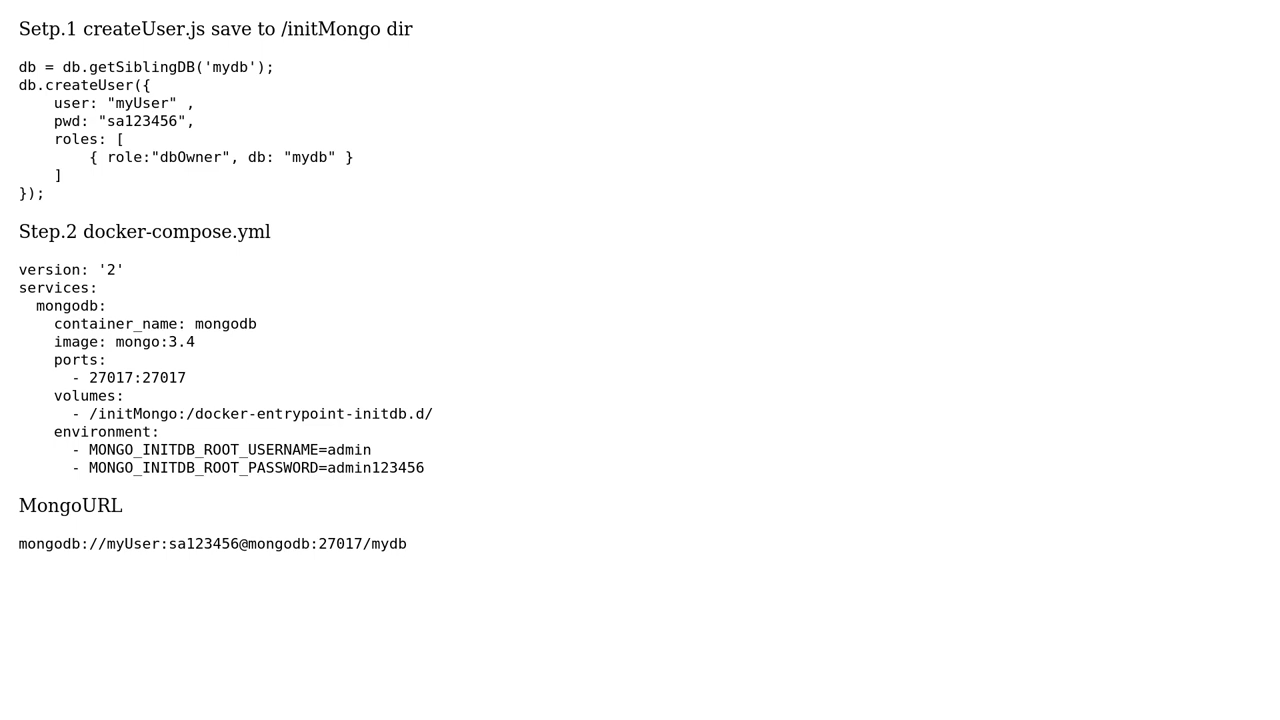 Setp.1 createUser.js save to /initMongo dir
db = db.getSiblingDB('mydb');
db.createUser({
    user: "myUser" ,
    pwd: "sa123456",
    roles: [
        { role:"dbOwner", db: "mydb" }
    ]
});
Step.2 docker-compose.yml
version: '2'
services:
  mongodb:
    container_name: mongodb
    image: mongo:3.4
    ports:
      - 27017:27017
    volumes:
      - /initMongo:/docker-entrypoint-initdb.d/
    environment:
      - MONGO_INITDB_ROOT_USERNAME=admin
      - MONGO_INITDB_ROOT_PASSWORD=admin123456
MongoURL
mongodb://myUser:sa123456@mongodb:27017/mydb